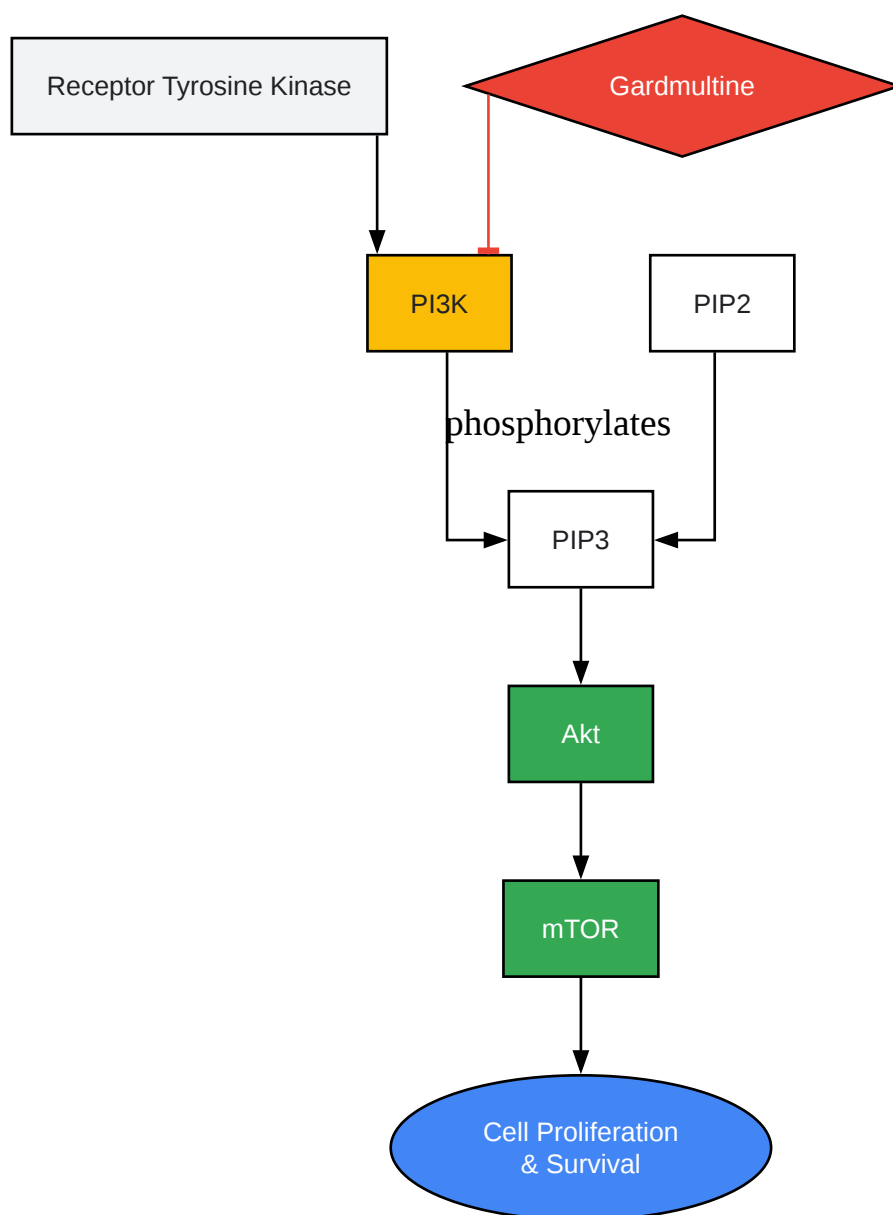 Receptor Tyrosine Kinase
Gardmultine
PI3K
PIP2
phosphorylates
PIP3
Akt
mTOR
Cell Proliferation
& Survival